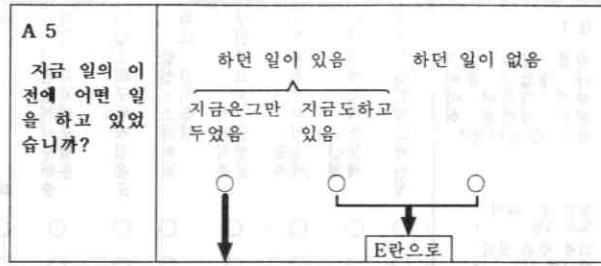 A 5
지금 일의 이
전에 어떤 일
을 하고 있었
습니까?
하던 일이 있음
하던 일이 없음
지금은그만
두었음
지금도하고
있음
E란으로